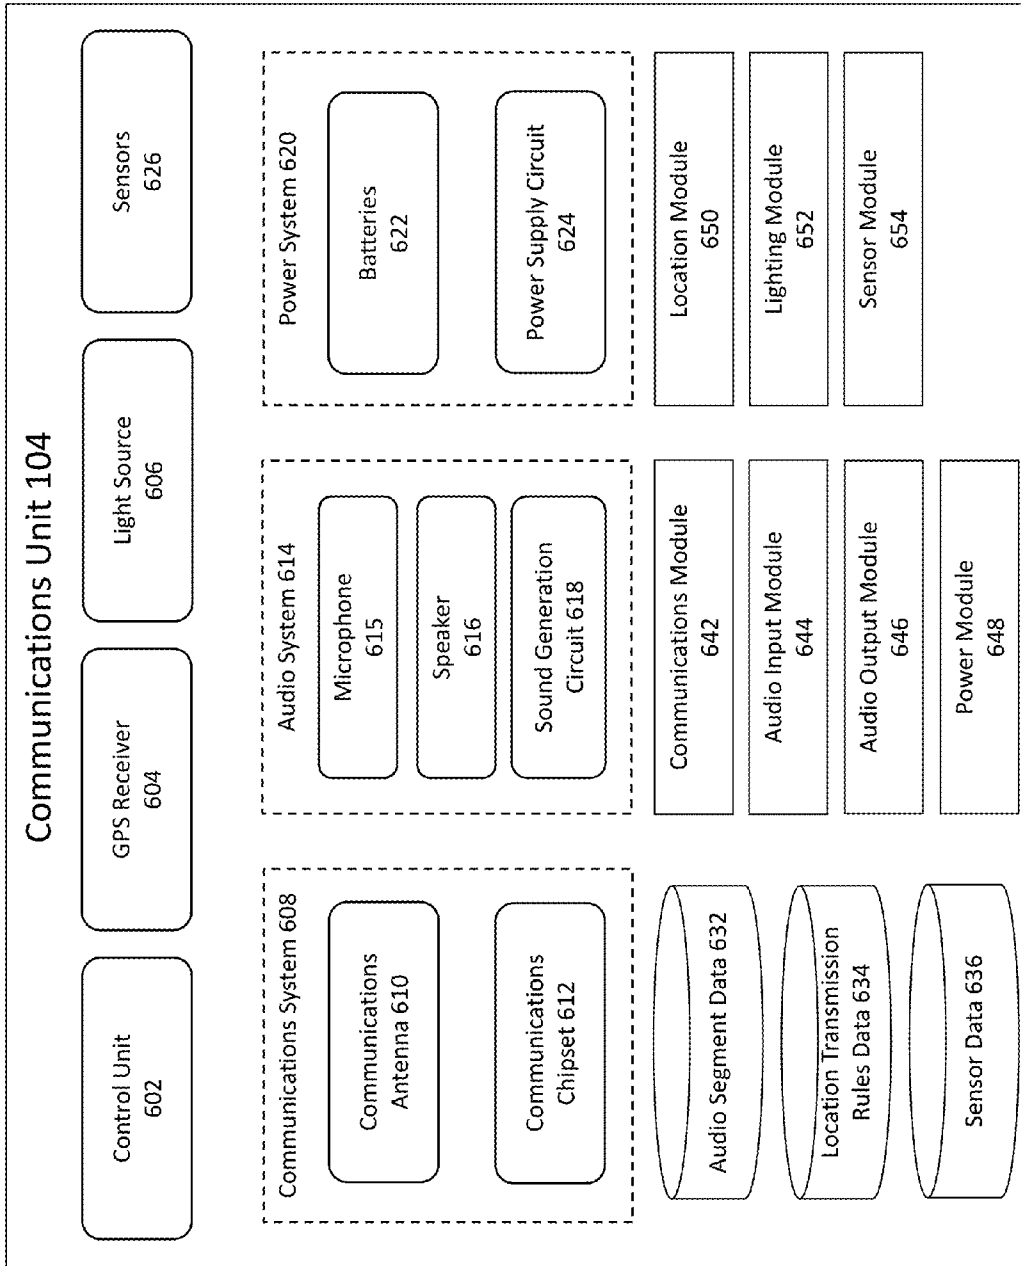 Communications Unit 104
Control Unit
602
GPS Receiver
604
Light Source
606
Sensors
626
Communications System 608
Communications
Antenna 610
Communications
Chipset 612
Audio System 614
Microphone
615
Speaker
616
Sound Generation
Circuit 618
Power System 620
Batteries
622
Power Supply Circuit
624
Audio Segment Data 632
Location Transmission
Rules Data 634
Sensor Data 636
Communications Module
642
Audio Input Module
644
Audio Output Module
646
Power Module
648
Location Module
650
Lighting Module
652
Sensor Module
654